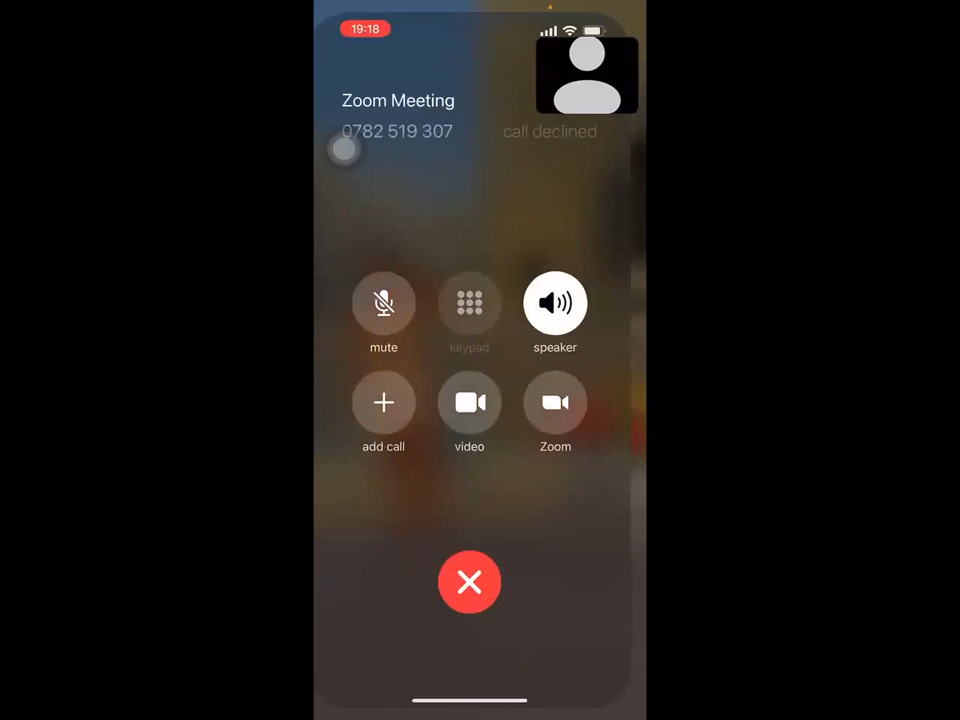 19:18
Zoom Meeting
0782 519 307 call declined
mute keypad speaker
add call video Zoom